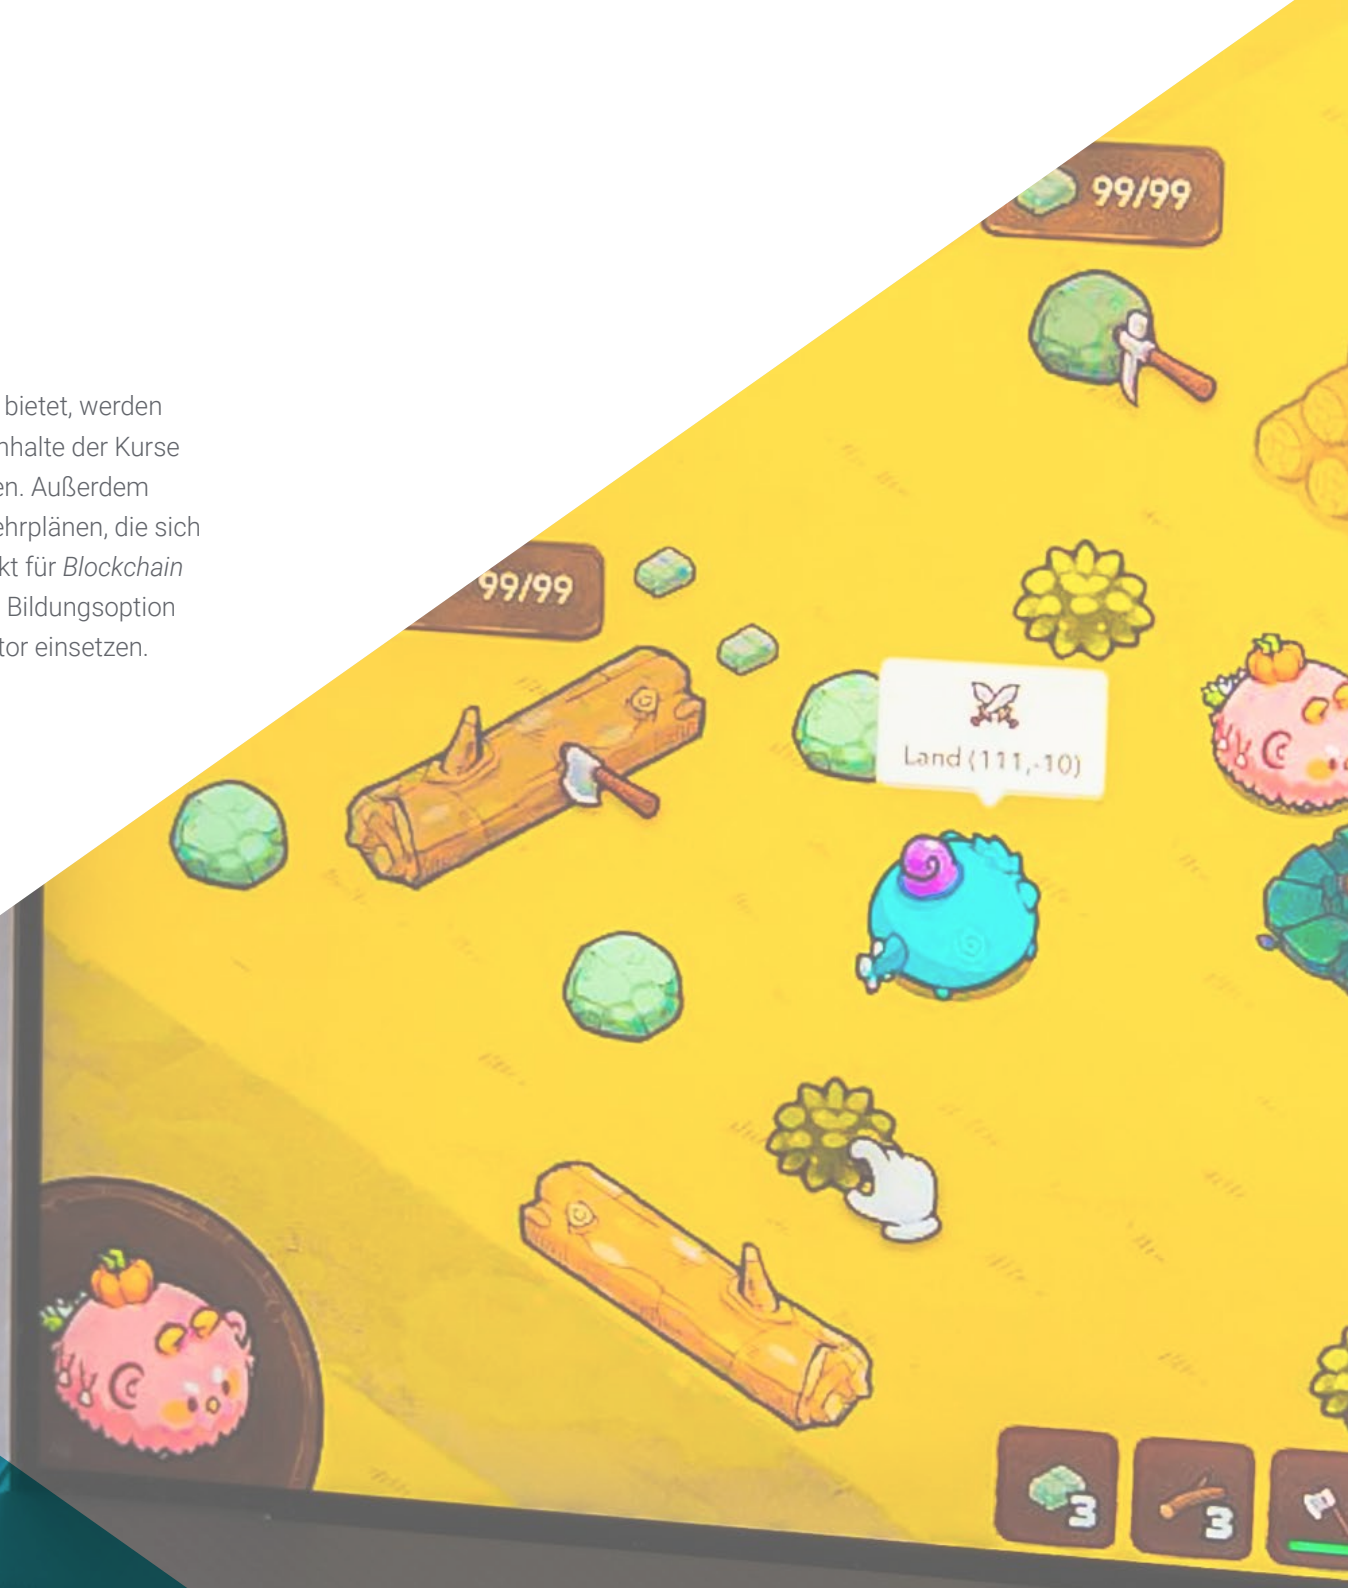 99/99
bietet, werden
nhalte der Kurse
en. Außerdem
ehrplänen, die sich
kt für Blockchain
Bildungsoption
tor einsetzen.
99/99
Land (111,-10)
3
3